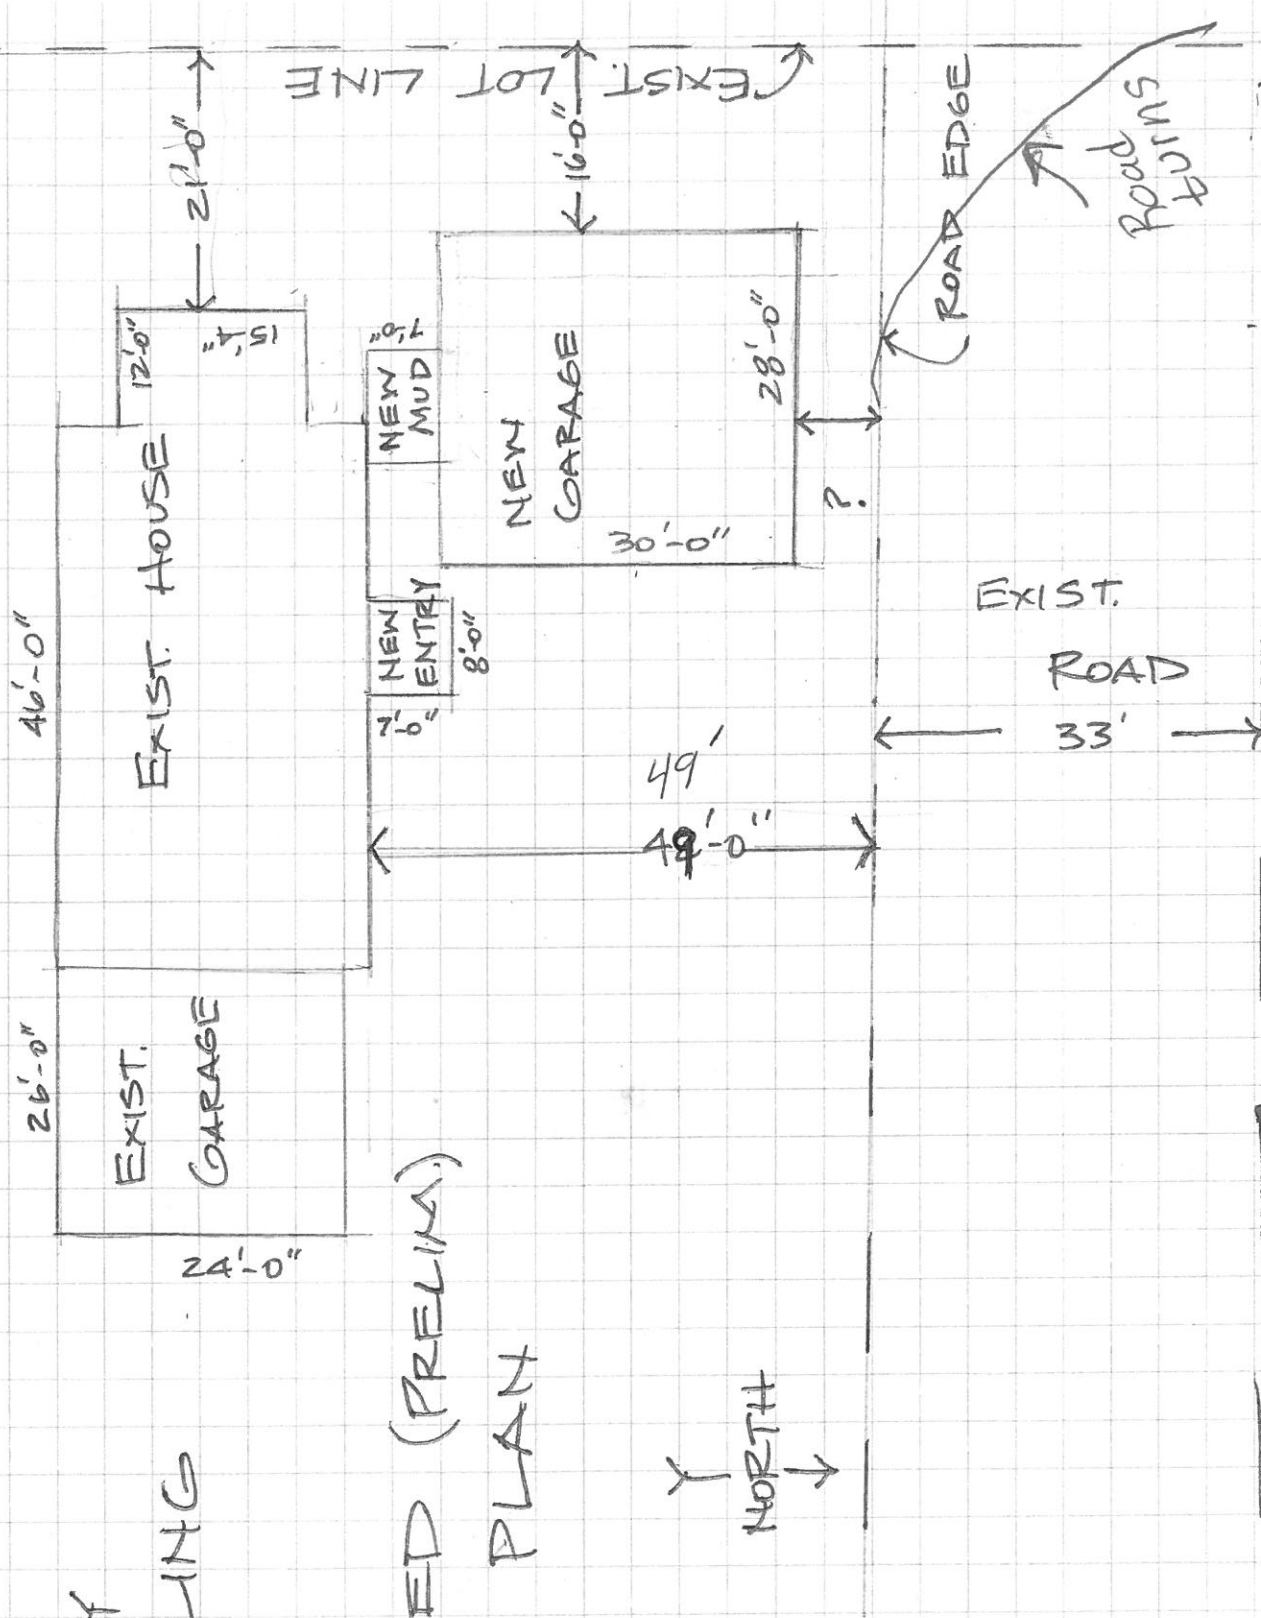 (EXIST. LOT LINE
21'-0"
16'-0"
ROAD EDGE
Road
turns
12'-0"
15'-4"
7'-0"
NEW
MUD
NEW
GARAGE
28'-0"
30'-0"
?
EXIST. HOUSE
46'-0"
NEW
ENTRY
8'-0"
7'-0"
EXIST.
ROAD
33'
49'
49'-0"
EXIST.
GARAGE
26'-0"
24'-0"
ING
ED (PRELIM.)
PLAN
Y
NORTH
Y